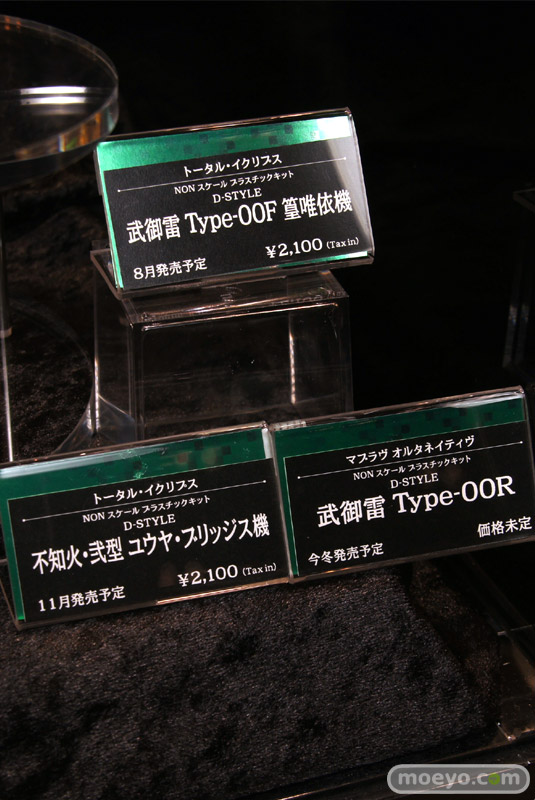 トータル・イクリプス
NON スケール プラスチックキット
D-STYLE
武御雷 Type-00F 篁唯依機
¥2,100 (Tax in)
8月発売予定
トータル・イクリプス
NON スケール プラスチックキット
D-STYLE
不知火・弐型 ユウヤ・ブリッジス機
¥2,100 (Tax in)
11月発売予定
マブラヴ オルタネイティヴ
NON スケール プラスチックキット
D-STYLE
武御雷 Type-00R
価格未定
今冬発売予定
moeyo.com